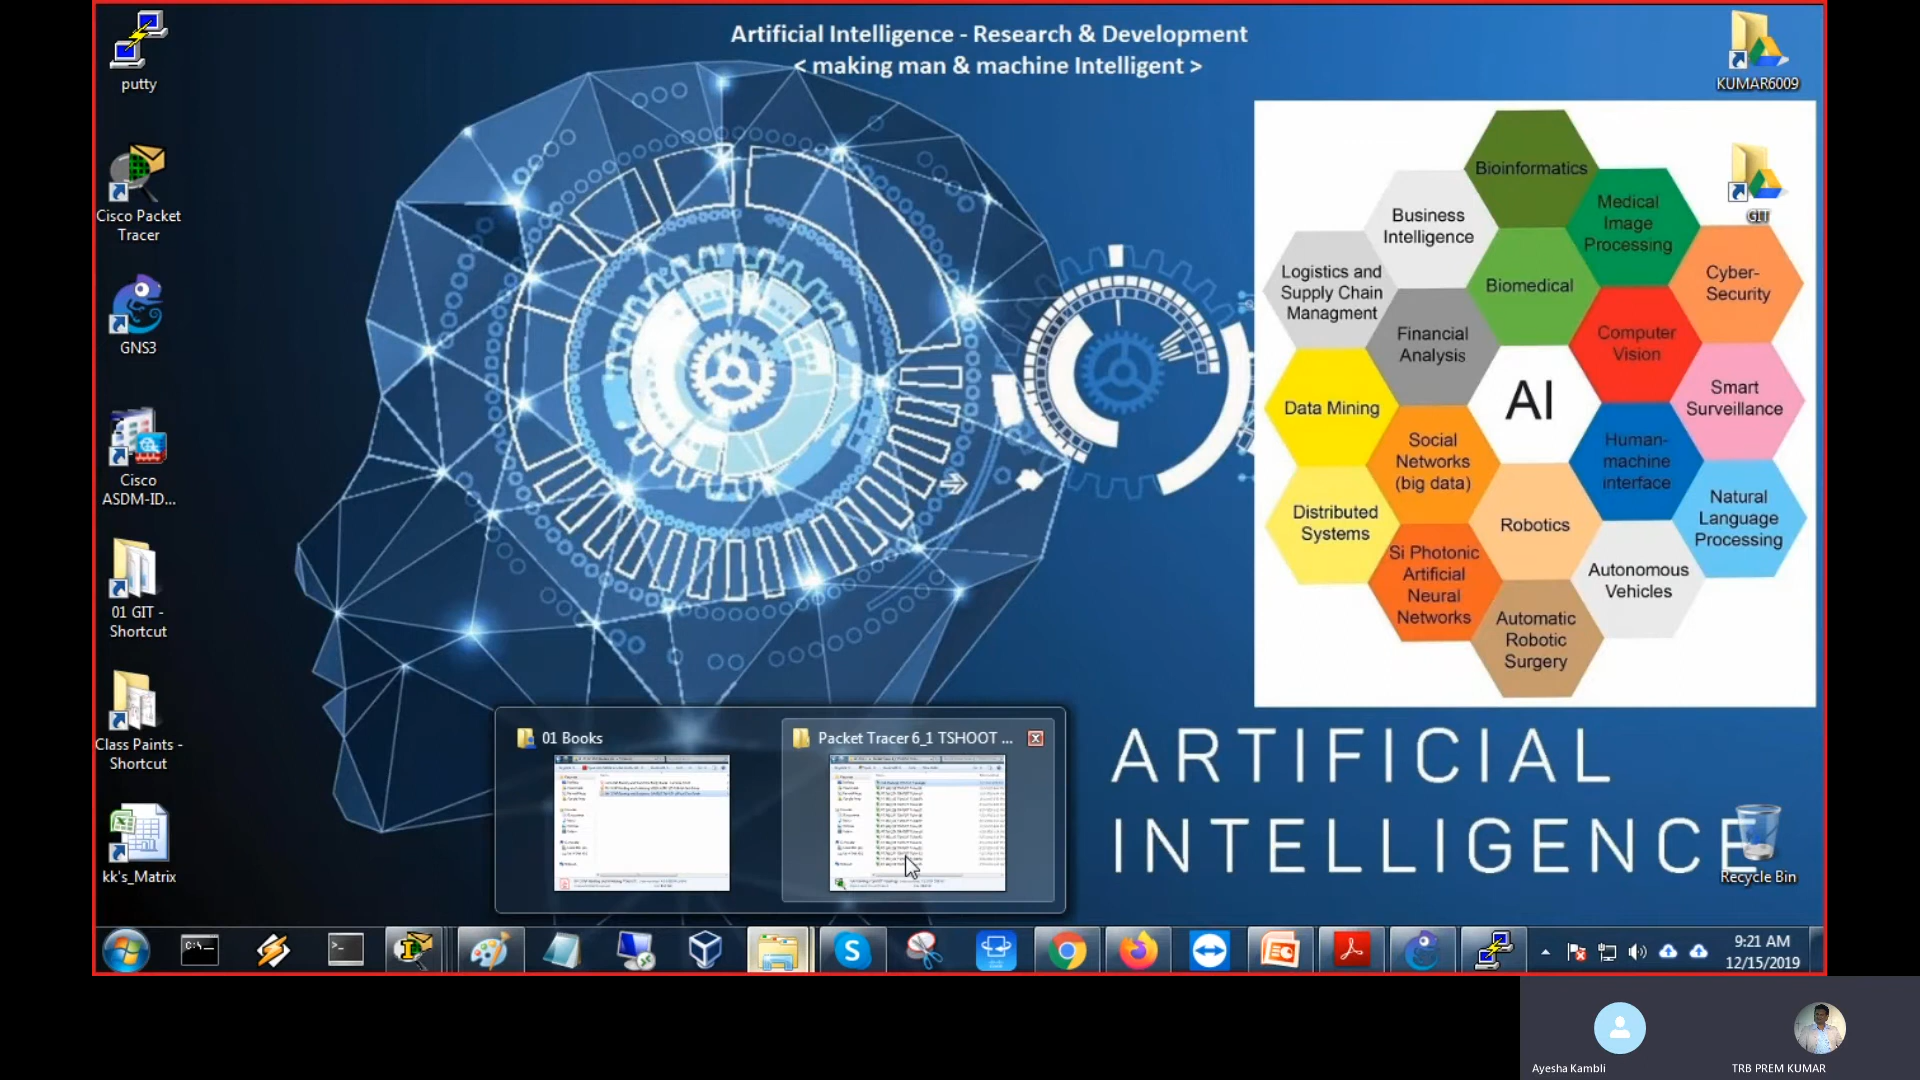 Artificial Intelligence - Research & Development
< making man & machine Intelligent >
putty
Cisco Packet
Tracer
GNS3
Cisco
ASDM-ID...
01 GIT -
Shortcut
Class Paints -
Shortcut
kk's_Matrix
KUMAR6009
GIT
Bioinformatics
Business
Intelligence
Medical
Image
Processing
Logistics and
Supply Chain
Managment
Biomedical
Cyber-
Security
Financial
Analysis
Computer
Vision
Data Mining
AI
Smart
Surveillance
Social
Networks
(big data)
Human-
machine
interface
Distributed
Systems
Robotics
Natural
Language
Processing
Si Photonic
Artificial
Neural
Networks
Autonomous
Vehicles
Automatic
Robotic
Surgery
ARTIFICIAL
INTELLIGENCE
Recycle Bin
01 Books
Packet Tracer 6_1 TSHOOT ...
C:\
9:21 AM
12/15/2019
Ayesha Kambli
TRB PREM KUMAR